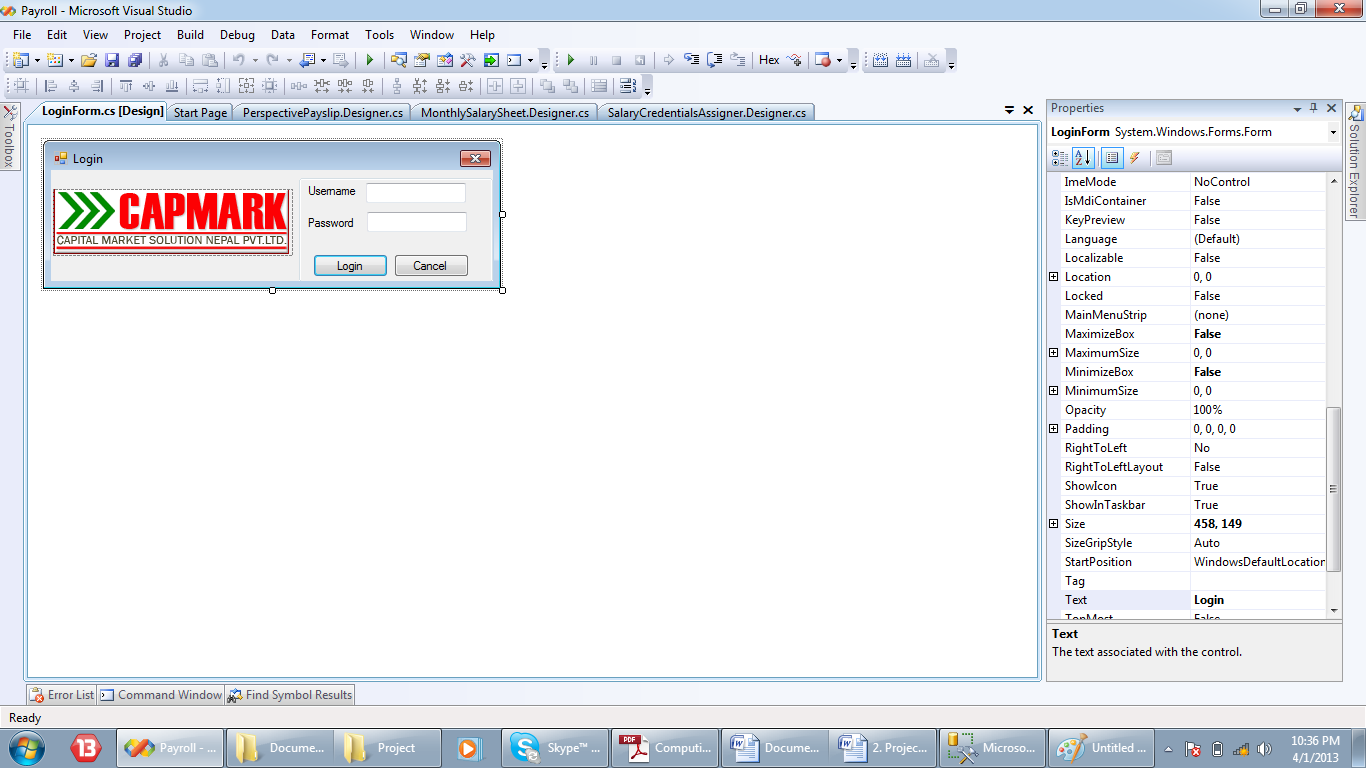 Payroll - Microsoft Visual Studio
File Edit View Project Build Debug Data Format Tools Window Help
Hex
LoginForm.cs [Design] Start Page PerspectivePayslip.Designer.cs MonthlySalarySheet.Designer.cs SalaryCredentialsAssigner.Designer.cs
Toolbox
Login
CAPMARK
CAPITAL MARKET SOLUTION NEPAL PVT.LTD.
Username
Password
Login Cancel
Properties
LoginForm System.Windows.Forms.Form
ImeMode NoControl
IsMdiContainer False
KeyPreview False
Language (Default)
Localizable False
Location 0, 0
Locked False
MainMenuStrip (none)
MaximizeBox False
MaximumSize 0, 0
MinimizeBox False
MinimumSize 0, 0
Opacity 100%
Padding 0, 0, 0, 0
RightToLeft No
RightToLeftLayout False
ShowIcon True
ShowInTaskbar True
Size 458, 149
SizeGripStyle Auto
StartPosition WindowsDefaultLocation
Tag
Text Login
TopMost False
Text
The text associated with the control.
Solution Explorer
Error List Command Window Find Symbol Results
Ready
13 Payroll - ... Docume... Project Skype™ ... PDF Computi... Docume... 2. Projec... Microso... Untitled ...
10:36 PM
4/1/2013